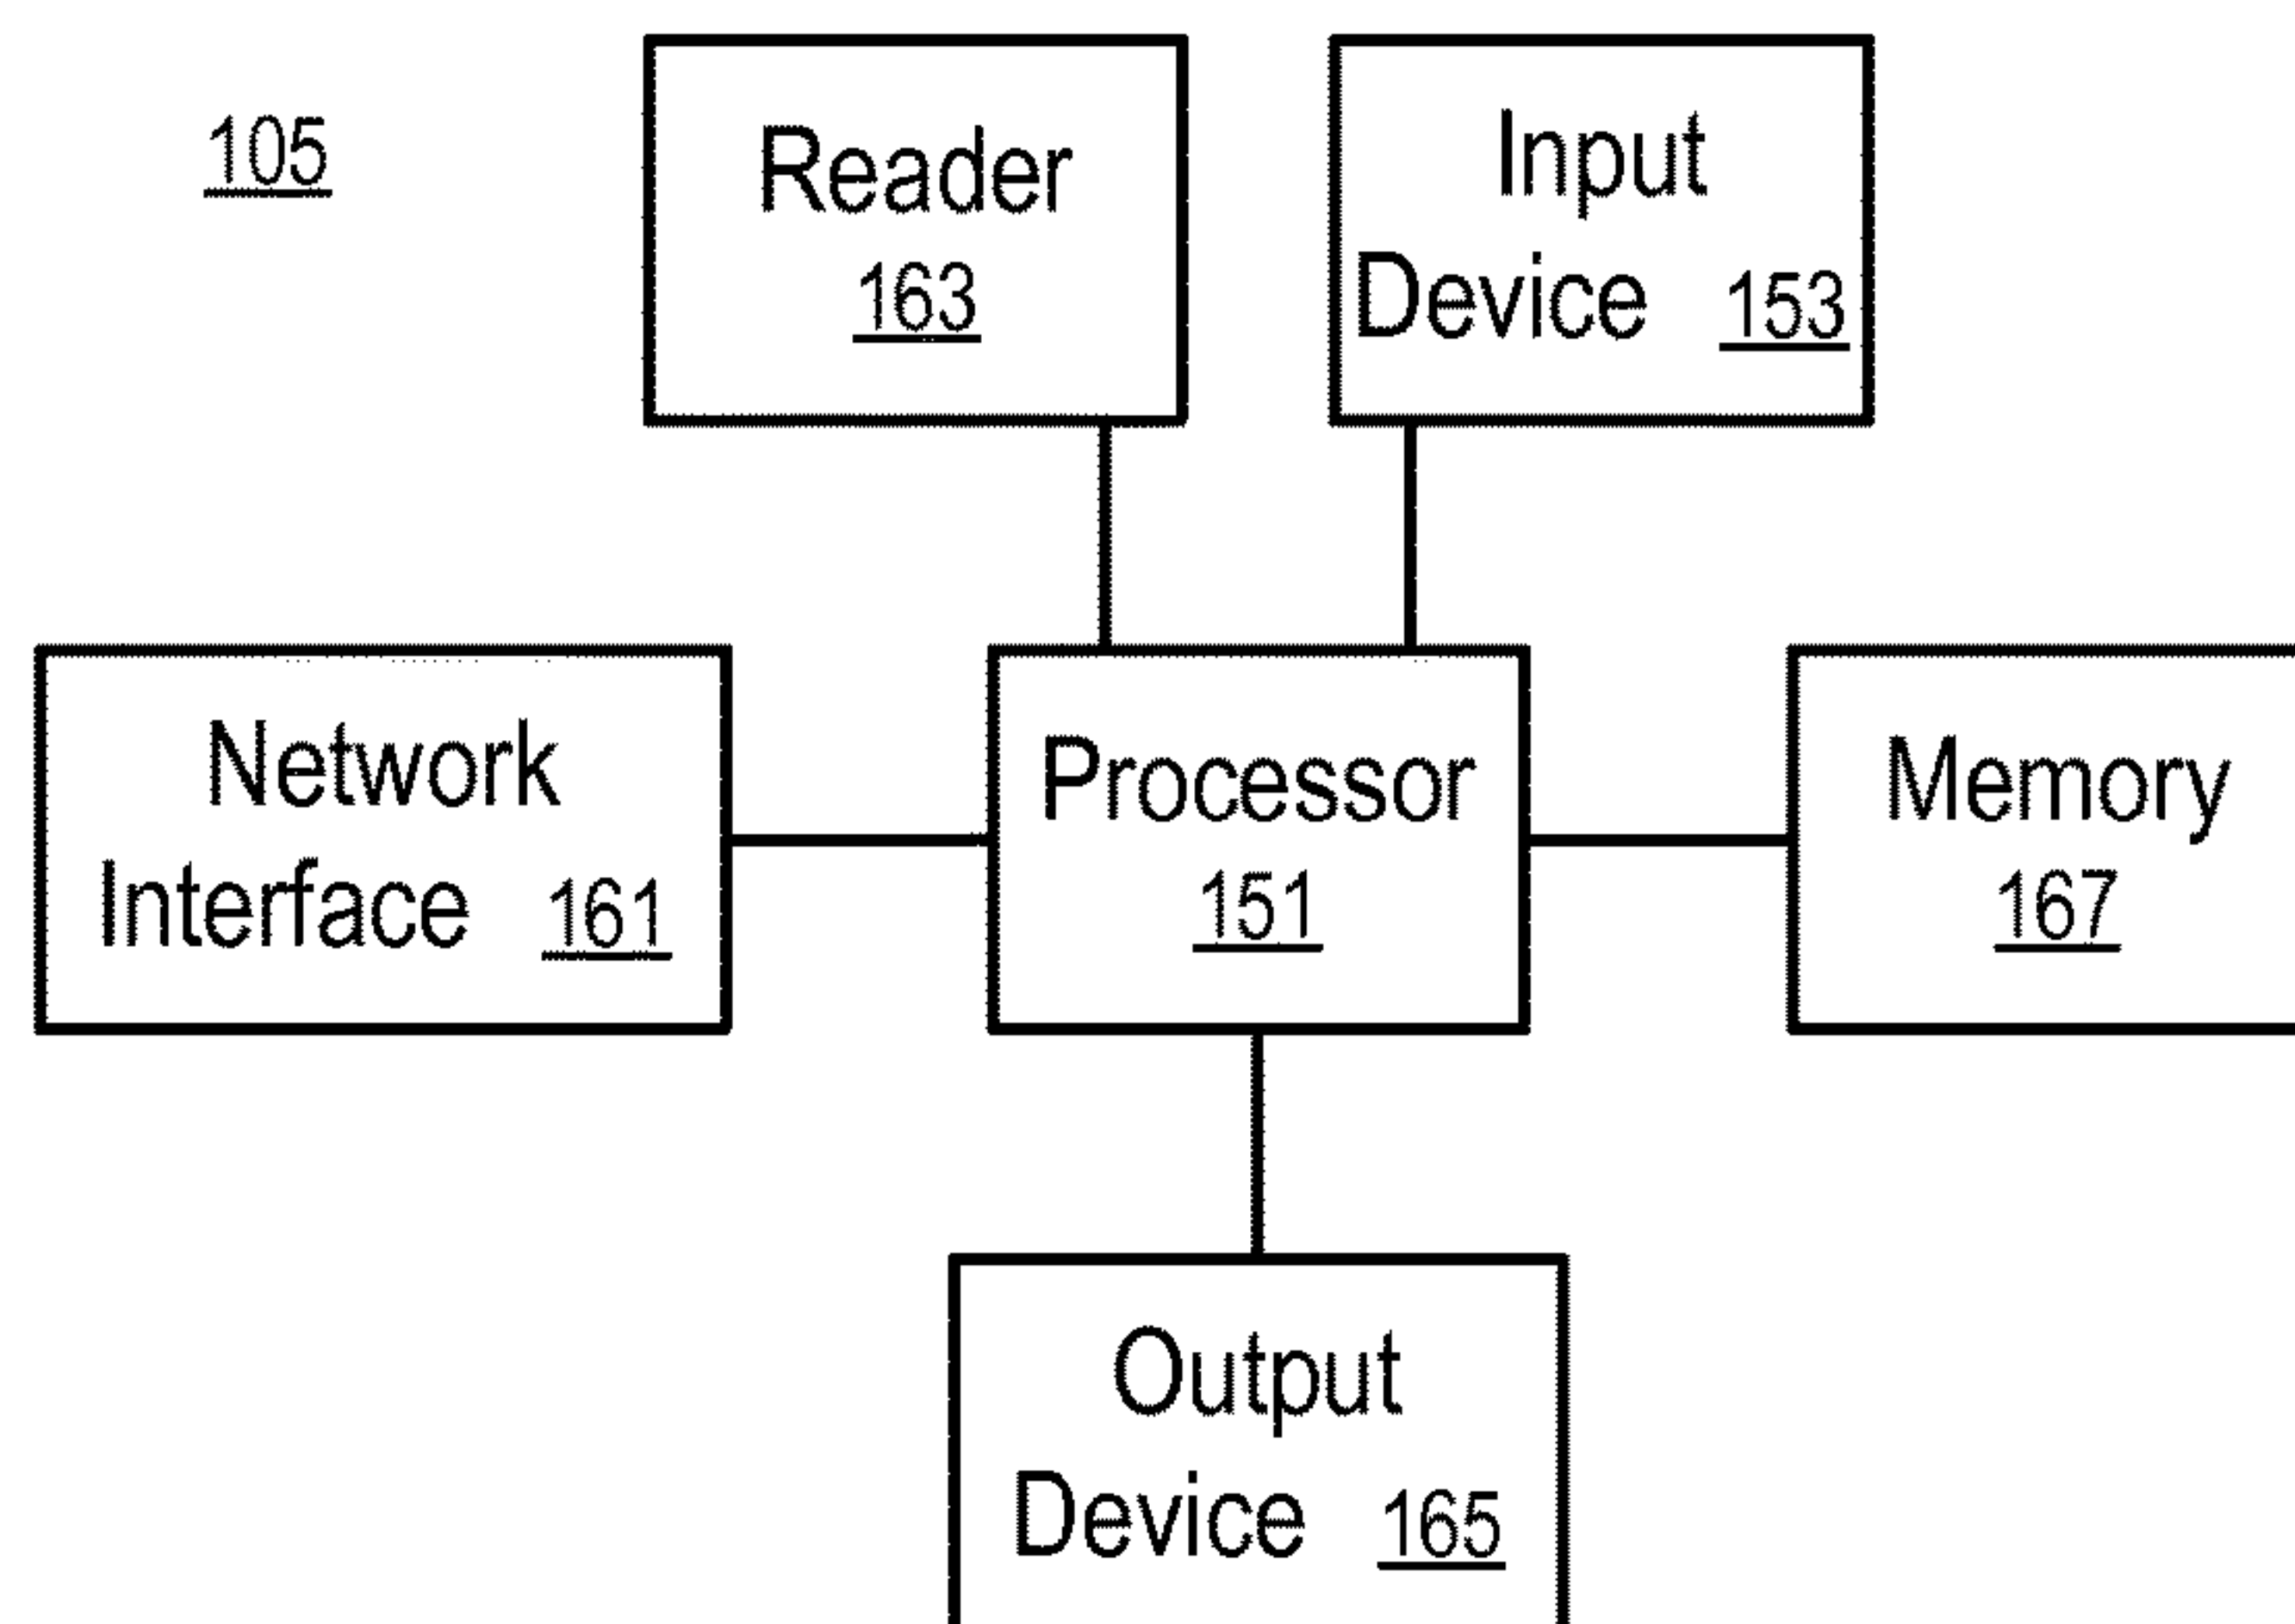 105
Reader
163
Input
Device 153
Network
Interface 161
Processor
151
Memory
167
Output
Device 165